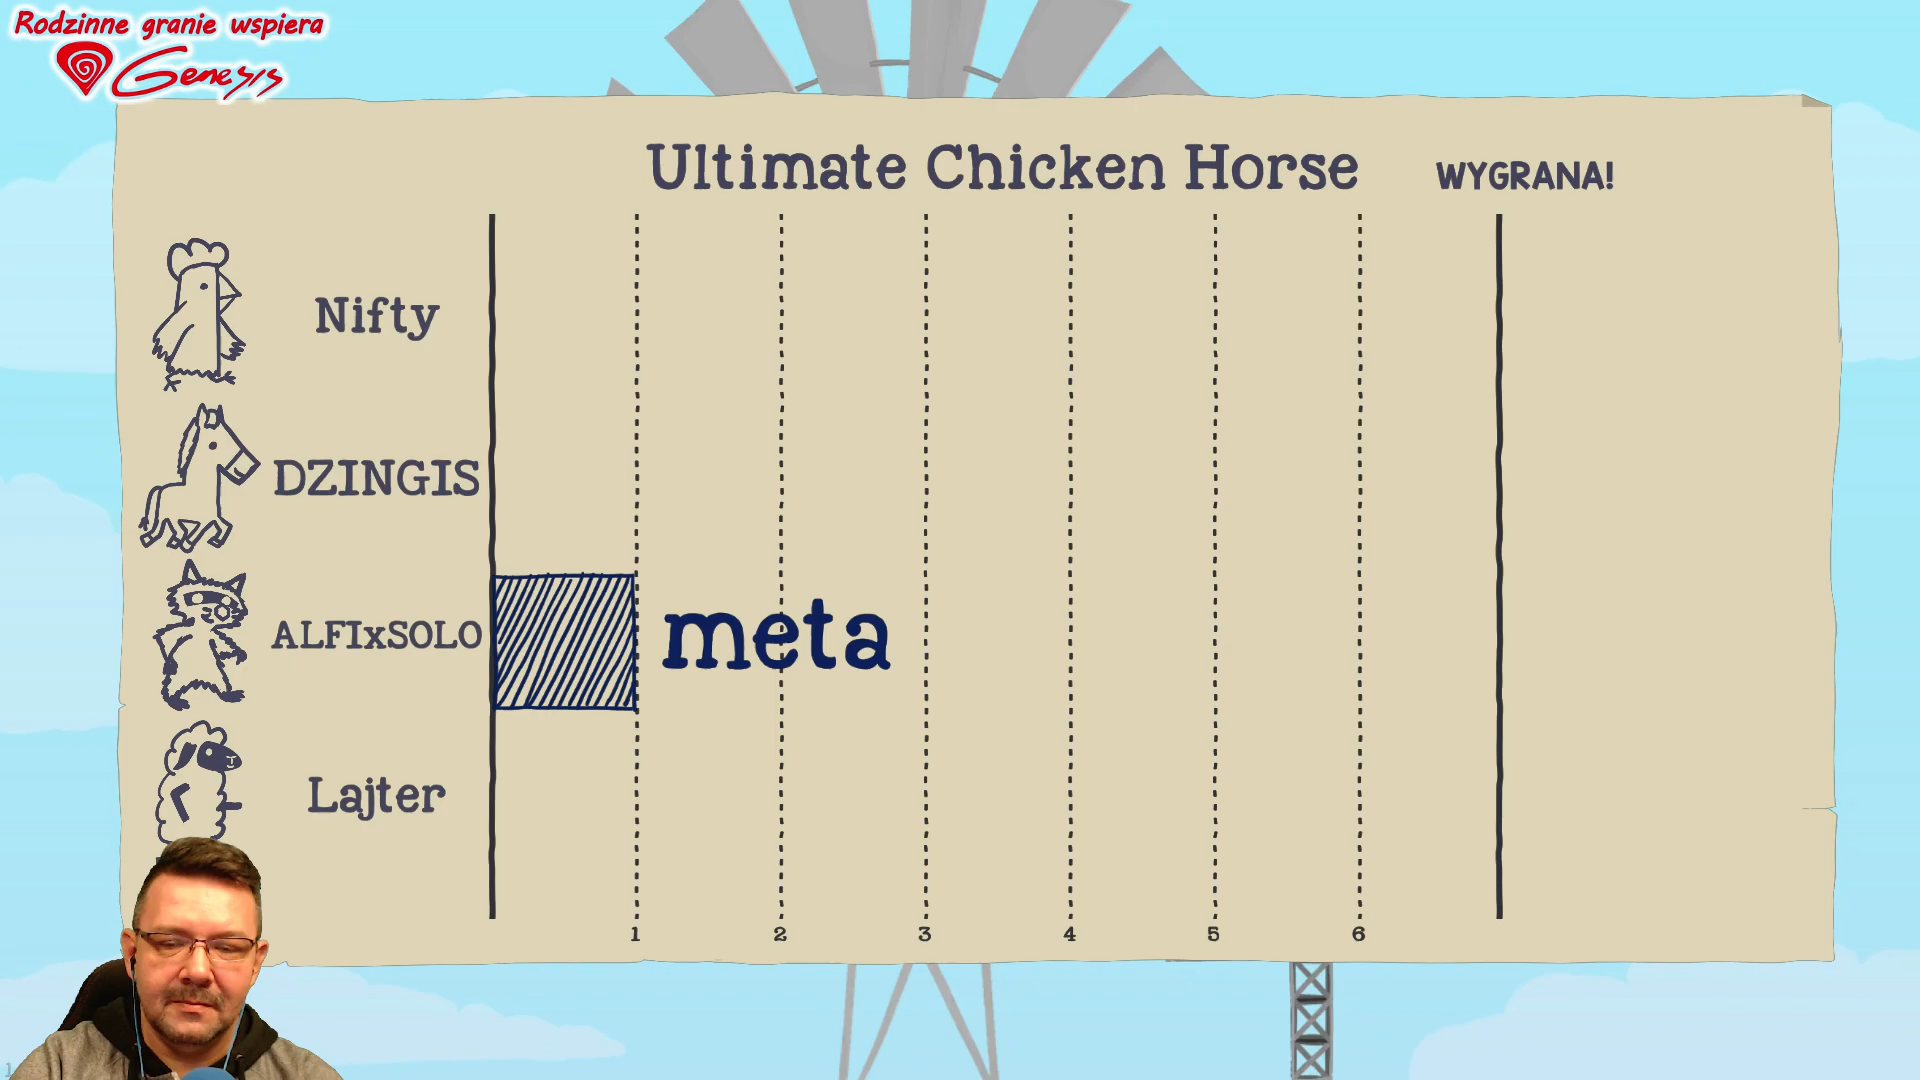 Rodzinne granie wspiera
Genesis
Ultimate Chicken Horse
WYGRANA!
Nifty
DZINGIS
ALFIxSOLO
meta
Lajter
1 2 3 4 5 6